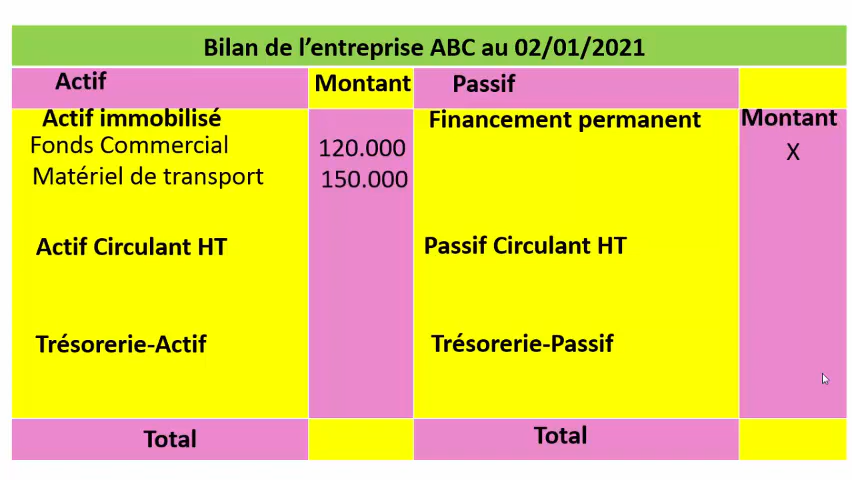 Bilan de l’entreprise ABC au 02/01/2021
Actif Montant Passif
Actif immobilisé Financement permanent Montant
Fonds Commercial 120.000 X
Matériel de transport 150.000
Actif Circulant HT Passif Circulant HT
Trésorerie-Actif Trésorerie-Passif
Total Total